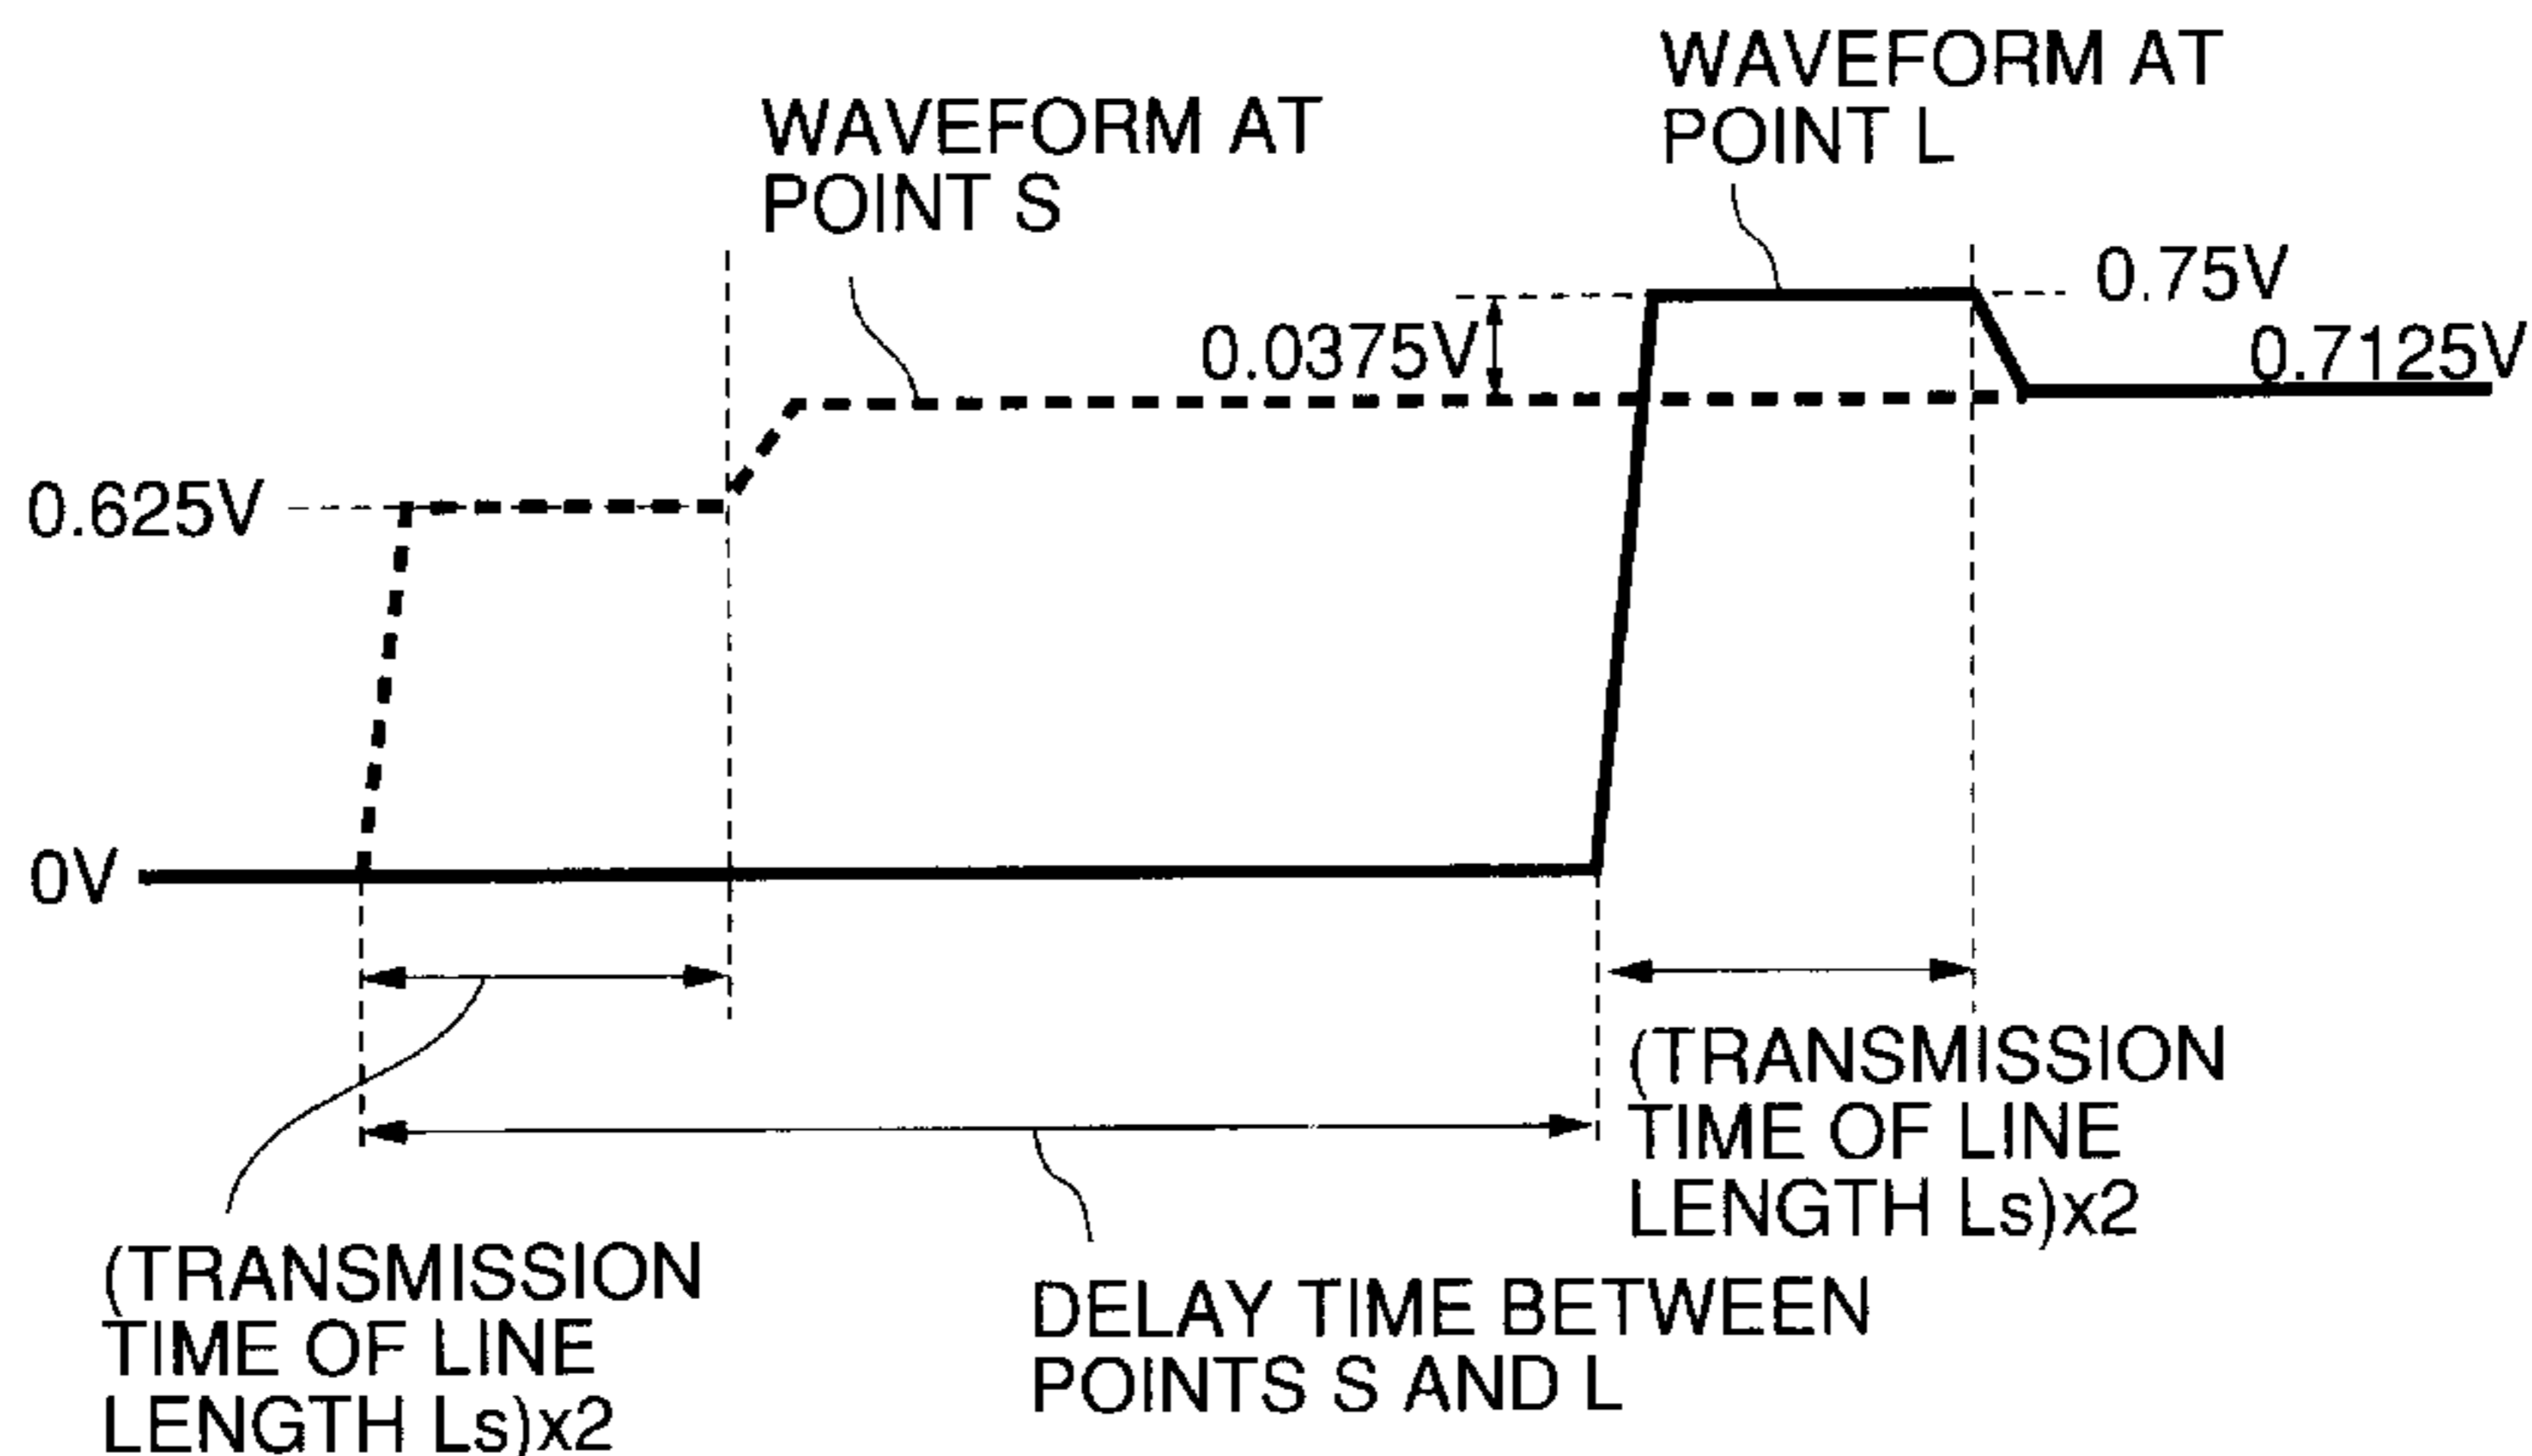 WAVEFORM AT
POINT S
WAVEFORM AT
POINT L
0.75V
0.0375V
0.7125V
0.625V
0V
(TRANSMISSION
TIME OF LINE
LENGTH Ls)x2
DELAY TIME BETWEEN
POINTS S AND L
(TRANSMISSION
TIME OF LINE
LENGTH Ls)x2